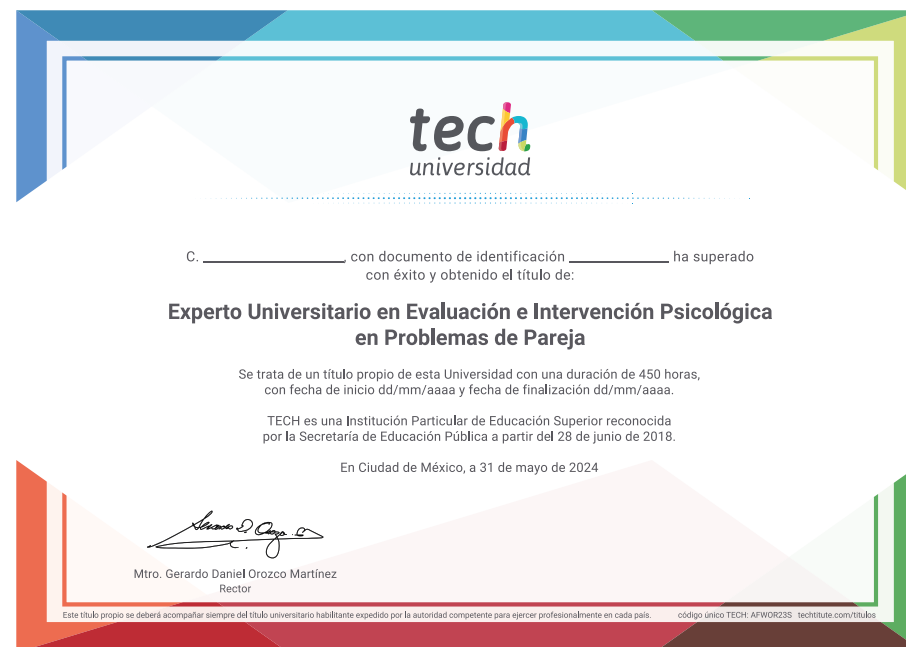 tech
universidad
C. ____________________, con documento de identificación ______________ ha superado
con éxito y obtenido el título de:
Experto Universitario en Evaluación e Intervención Psicológica
en Problemas de Pareja
Se trata de un título propio de esta Universidad con una duración de 450 horas,
con fecha de inicio dd/mm/aaaa y fecha de finalización dd/mm/aaaa.
TECH es una Institución Particular de Educación Superior reconocida
por la Secretaría de Educación Pública a partir del 28 de junio de 2018.
En Ciudad de México, a 31 de mayo de 2024
Mtro. Gerardo Daniel Orozco Martínez
Rector
Este título propio se deberá acompañar siempre del título universitario habilitante expedido por la autoridad competente para ejercer profesionalmente en cada país. código único TECH: AFWOR23S techtitute.com/titulos